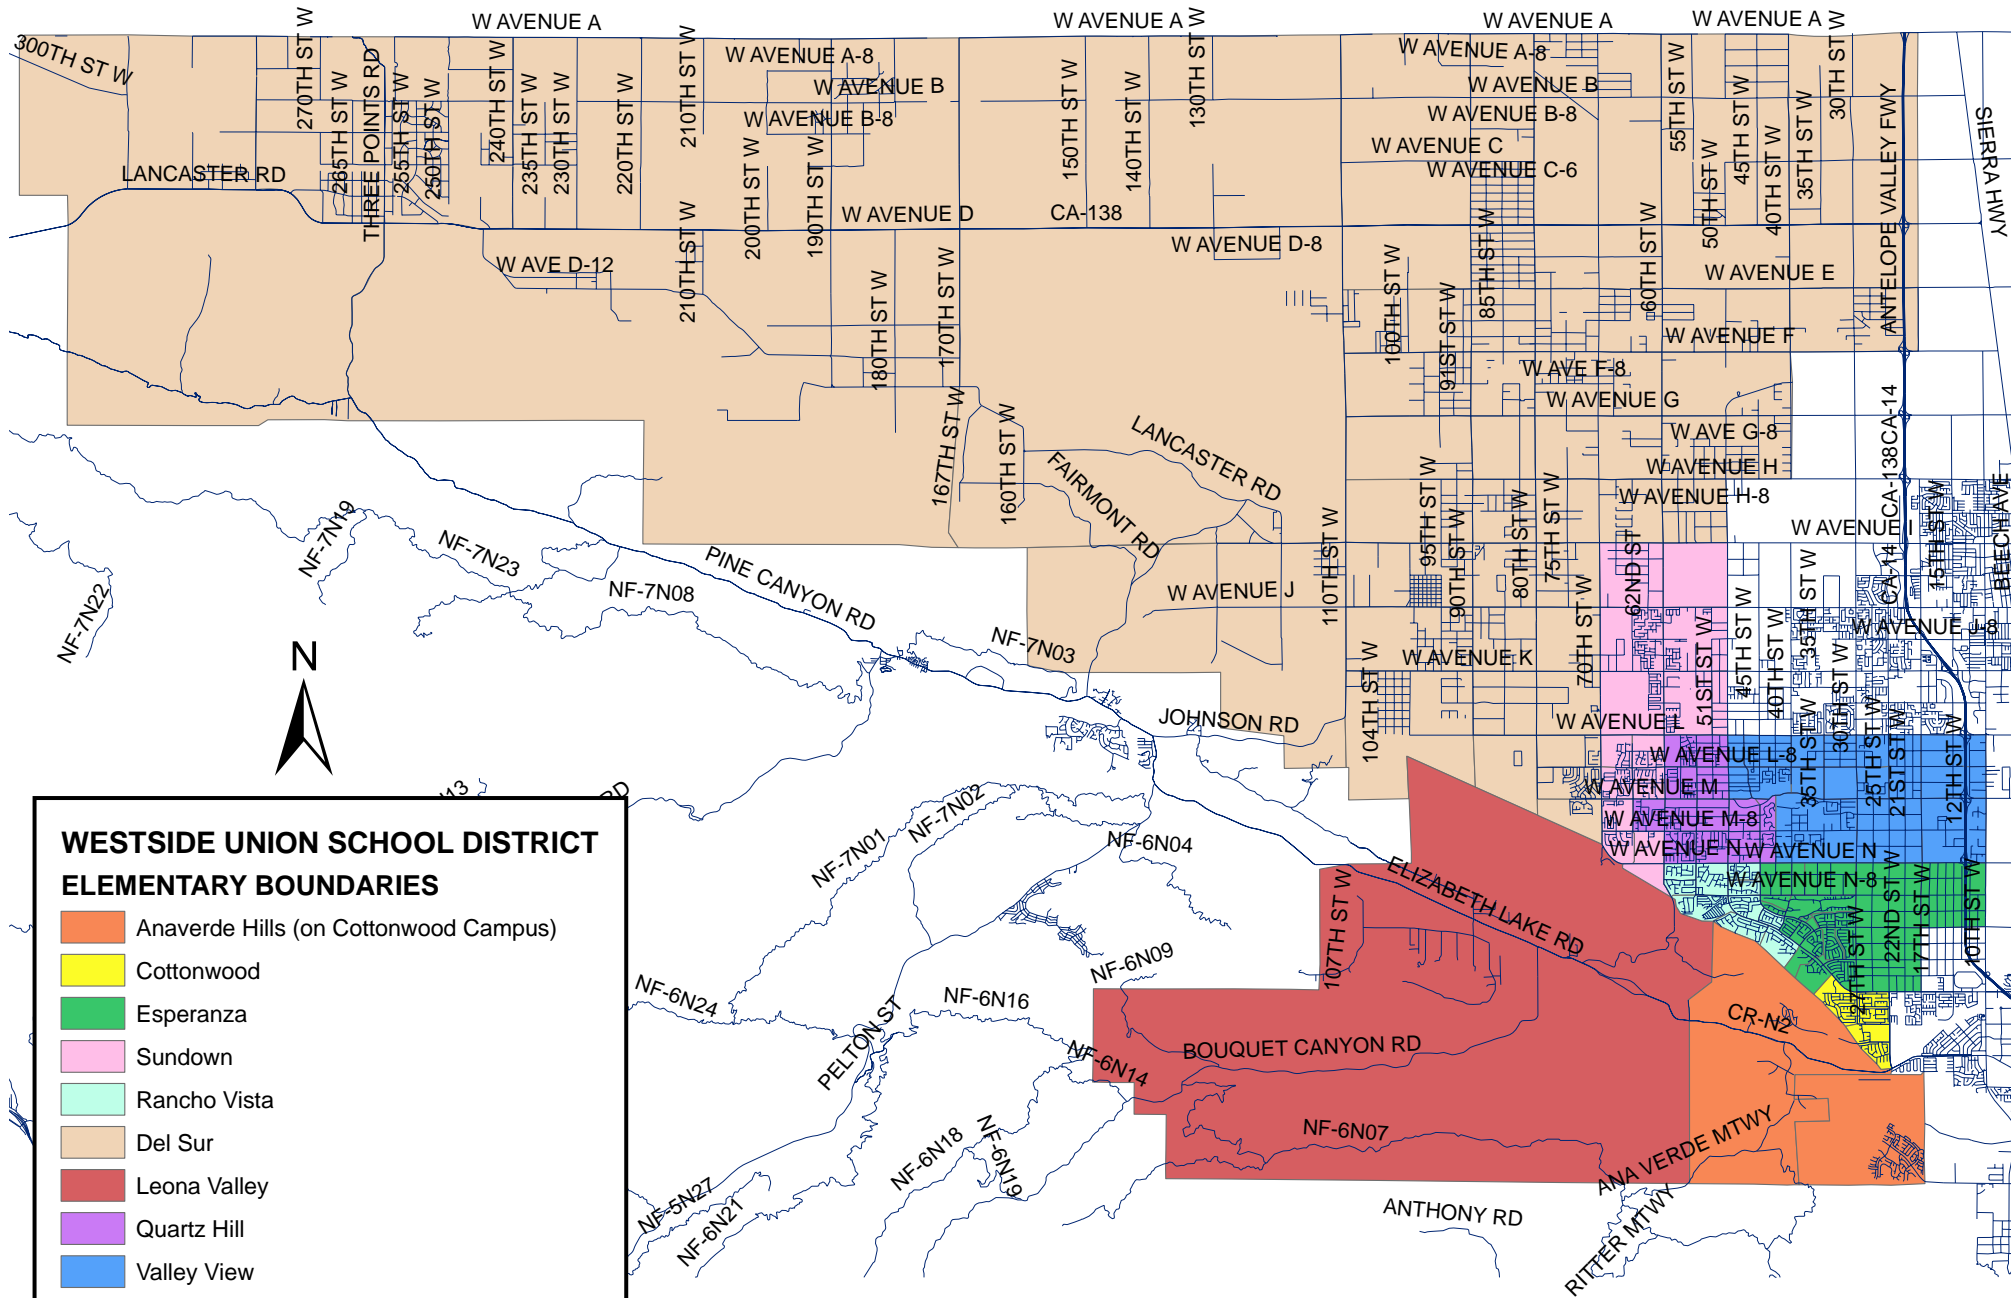 W AVENUE A
W AVENUE A
W AVENUE A
W AVENUE A
300TH ST W
270TH ST W
265TH ST W
THREE POINTS RD
255TH ST W
250TH ST W
240TH ST W
235TH ST W
230TH ST W
220TH ST W
210TH ST W
W AVENUE A-8
W AVENUE B
W AVENUE B-8
200TH ST W
190TH ST W
150TH ST W
140TH ST W
130TH ST W
W AVENUE A-8
W AVENUE B
W AVENUE B-8
W AVENUE C
W AVENUE C-6
55TH ST W
50TH ST W
45TH ST W
40TH ST W
35TH ST W
30TH ST W
ANTELOPE VALLEY FWY
SIERRA HWY
LANCASTER RD
W AVENUE D
CA-138
W AVENUE D-8
W AVE D-12
210TH ST W
180TH ST W
170TH ST W
100TH ST W
91ST ST W
85TH ST W
60TH ST W
W AVENUE E
W AVENUE F
W AVE F-8
W AVENUE G
W AVE G-8
W AVENUE H
W AVENUE H-8
W AVENUE I
CA-138CA-14
CA-14
15TH ST W
BEECH AVE
167TH ST W
160TH ST W
FAIRMONT RD
LANCASTER RD
110TH ST W
95TH ST W
90TH ST W
80TH ST W
75TH ST W
70TH ST W
62ND ST
51ST ST W
45TH ST W
40TH ST W
35TH ST W
30TH ST W
W AVENUE J
W AVENUE J-8
W AVENUE K
104TH ST W
W AVENUE L
W AVENUE L-8
W AVENUE M
W AVENUE M-8
W AVENUE N
W AVENUE N
W AVENUE N-8
35TH ST W
25TH ST W
21ST ST W
12TH ST W
27TH ST W
22ND ST W
17TH ST W
10TH ST W
NF-7N19
NF-7N23
NF-7N22
NF-7N08
PINE CANYON RD
NF-7N03
JOHNSON RD
N
NF-7N01
NF-7N02
NF-6N04
ELIZABETH LAKE RD
107TH ST W
NF-6N09
NF-6N24
NF-6N16
PELTON ST
NF-6N14
BOUQUET CANYON RD
CR-N2
NF-6N07
ANA VERDE MTWY
RITTER MTWY
ANTHONY RD
NF-6N18
NF-6N19
NF-5N27
NF-6N21
N13
RD
WESTSIDE UNION SCHOOL DISTRICT
ELEMENTARY BOUNDARIES
Anaverde Hills (on Cottonwood Campus)
Cottonwood
Esperanza
Sundown
Rancho Vista
Del Sur
Leona Valley
Quartz Hill
Valley View